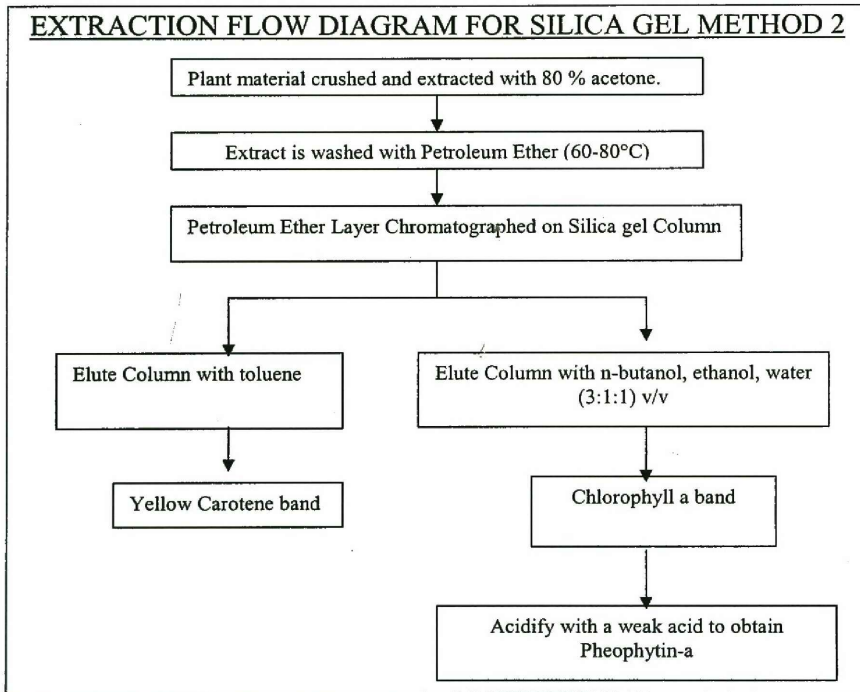 EXTRACTION FLOW DIAGRAM FOR SILICA GEL METHOD 2
Plant material crushed and extracted with 80 % acetone.
Extract is washed with Petroleum Ether (60-80°C)
Petroleum Ether Layer Chromatographed on Silica gel Column
Elute Column with toluene
Elute Column with n-butanol, ethanol, water
(3:1:1) v/v
Yellow Carotene band
Chlorophyll a band
Acidify with a weak acid to obtain
Pheophytin-a